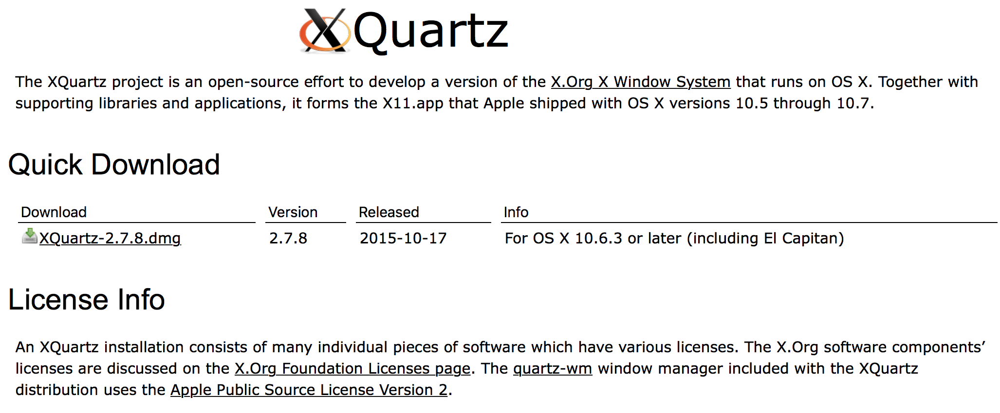 XQuartz
The XQuartz project is an open-source effort to develop a version of the X.Org X Window System that runs on OS X. Together with
supporting libraries and applications, it forms the X11.app that Apple shipped with OS X versions 10.5 through 10.7.
Quick Download
Download Version Released Info
XQuartz-2.7.8.dmg 2.7.8 2015-10-17 For OS X 10.6.3 or later (including El Capitan)
License Info
An XQuartz installation consists of many individual pieces of software which have various licenses. The X.Org software components’
licenses are discussed on the X.Org Foundation Licenses page. The quartz-wm window manager included with the XQuartz
distribution uses the Apple Public Source License Version 2.